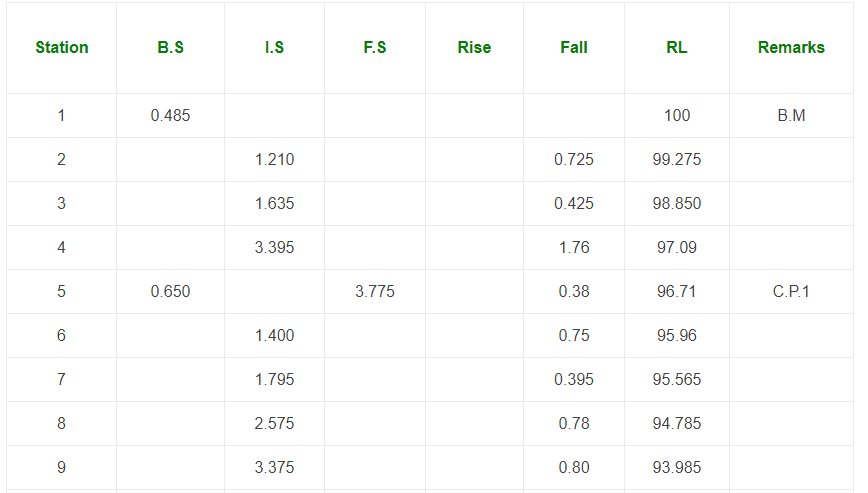 Station B.S I.S F.S Rise Fall RL Remarks
1 0.485 100 B.M
2 1.210 0.725 99.275
3 1.635 0.425 98.850
4 3.395 1.76 97.09
5 0.650 3.775 0.38 96.71 C.P.1
6 1.400 0.75 95.96
7 1.795 0.395 95.565
8 2.575 0.78 94.785
9 3.375 0.80 93.985